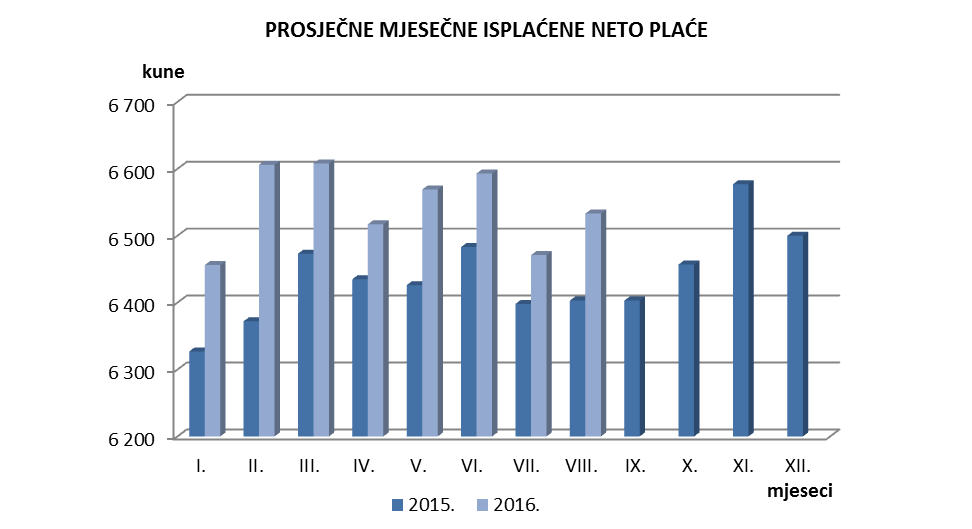 PROSJEČNE MJESEČNE ISPLAĆENE NETO PLAĆE
kune
6 700
6 600
6 500
6 400
6 300
6 200
I. II. III. IV. V. VI. VII. VIII. IX. X. XI. XII.
mjeseci
2015. 2016.